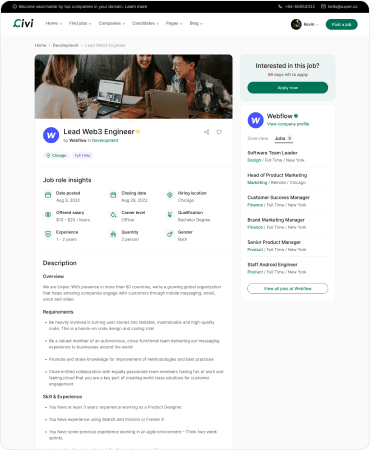 Become searchable by top companies in your domain. Learn more
+94-95854332
hello@uxper.co
Civi
Home
Find jobs
Companies
Candidates
Pages
Blog
Kevin
Post a job
Home
Development
Lead Web3 Engineer
Lead Web3 Engineer
by Webflow in Development
Chicago
Full Time
Job role insights
Date posted
Aug 3, 2022
Closing date
Aug 28, 2022
Hiring location
Chicago
Offered salary
$10 - $28 / hours
Career level
Officer
Qualification
Bachelor Degree
Experience
1 - 2 years
Quantity
2 person
Gender
Both
Description
Overview
We are Uxper. With presence in more than 60 countries, we're a growing global organization
that helps amazing companies engage with customers through mobile messaging, email,
voice and video.
Requirements
Be heavily involved in turning user stories into testable, maintainable and high-quality
code. This is a hands-on code design and coding role!
Be a valued member of an autonomous, cross-functional team delivering our messaging
experience to businesses around the world
Promote and share knowledge for improvement of methodologies and best practices
Close knitted collaboration with equally passionate team members having fun at work and
feeling proud that you are a key part of creating world class solutions for customer
engagement
Skill & Experience
You have at least 3 years' experience working as a Product Designer.
You have experience using Sketch and InVision or Framer X
You have some previous experience working in an agile environment – Think two-week
sprints.
Interested in this job?
days left to apply
Apply now
Webflow
View company profile
Overview
Jobs
Software Team Leader
Design / Full Time / New York
Head of Product Marketing
Marketing / Remote / Chicago
Customer Success Manager
Finance / Full Time / New York
Brand Marketing Manager
Finance / Full Time / New York
Senior Product Manager
Product / Full Time / New York
Staff Android Engineer
Product / Full Time / New York
View all jobs at Webflow